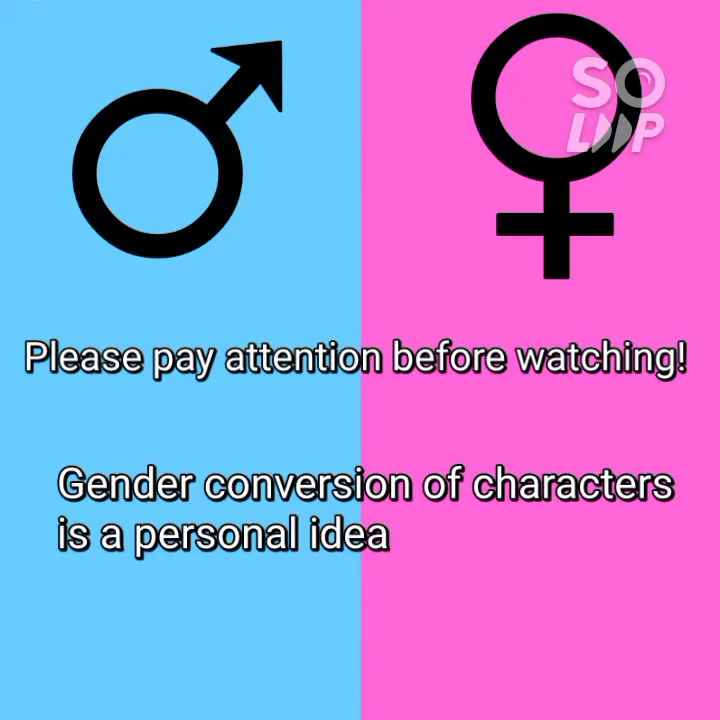 SO
LOOP
Please pay attention before watching!
Gender conversion of characters
is a personal idea